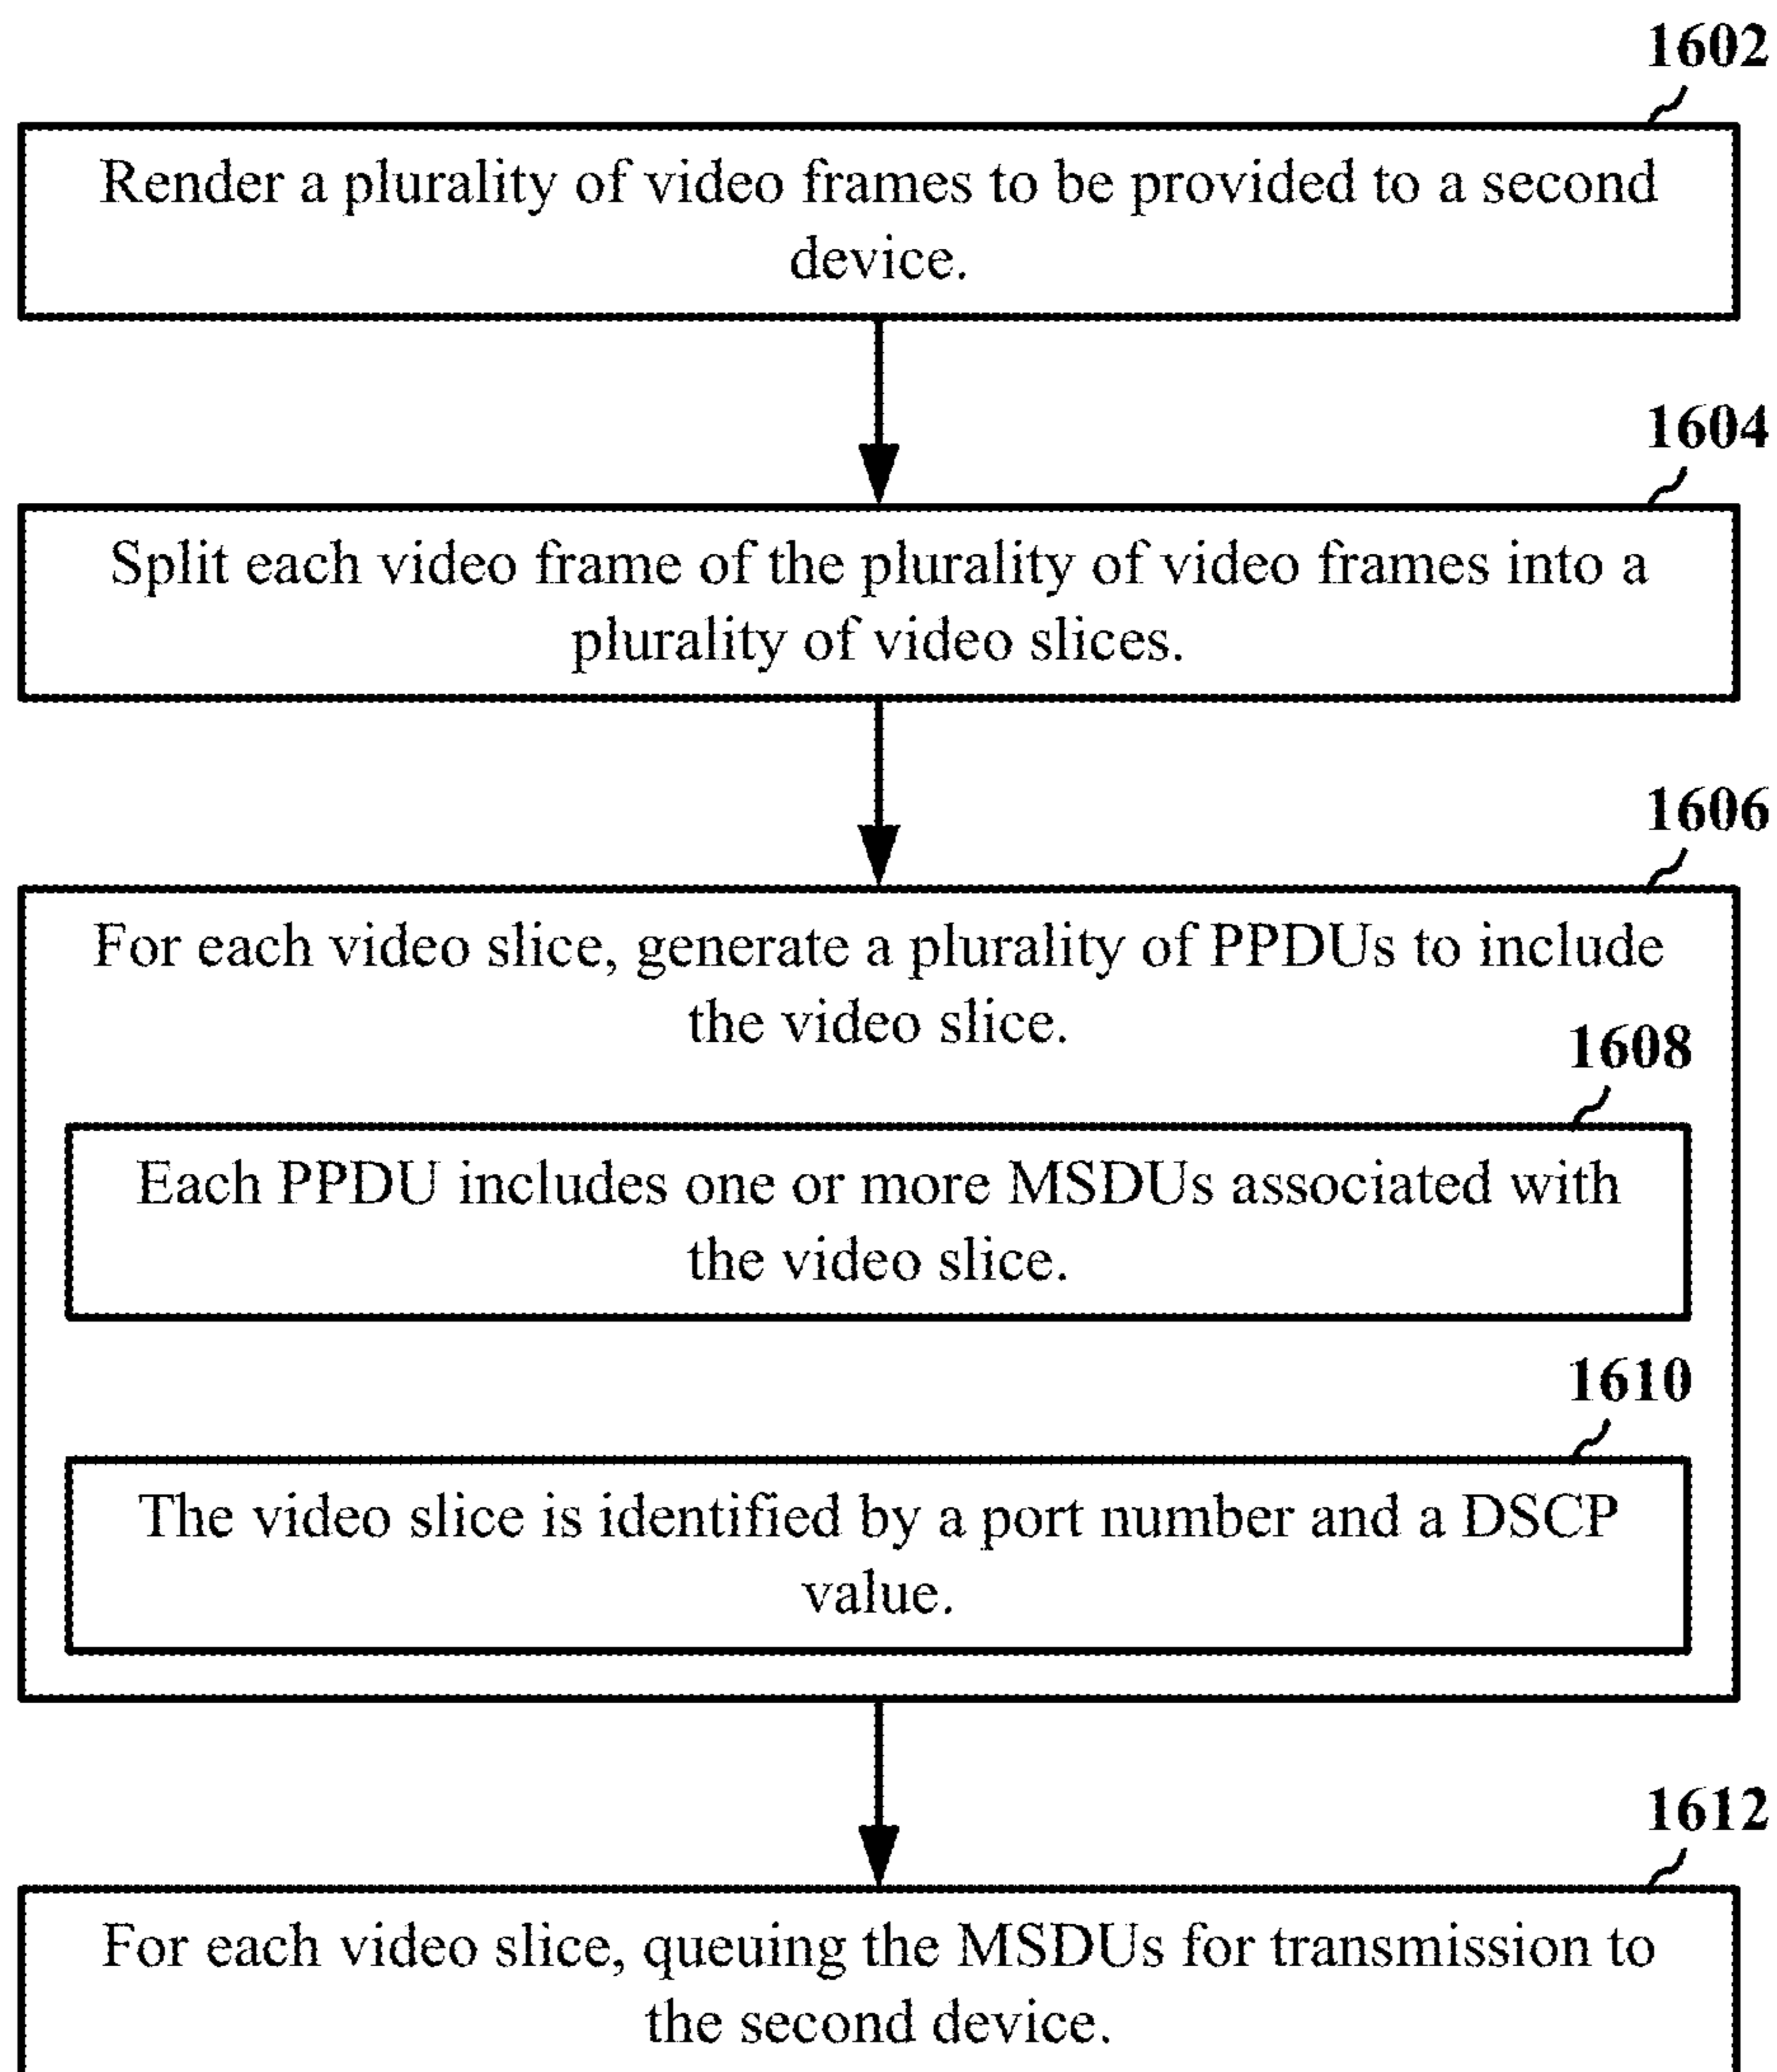 1602
Render a plurality of video frames to be provided to a second
device.
1604
Split each video frame of the plurality of video frames into a
plurality of video slices.
1606
For each video slice, generate a plurality of PPDUs to include
the video slice.
1608
Each PPDU includes one or more MSDUs associated with
the video slice.
1610
The video slice is identified by a port number and a DSCP
value.
1612
For each video slice, queuing the MSDUs for transmission to
the second device.